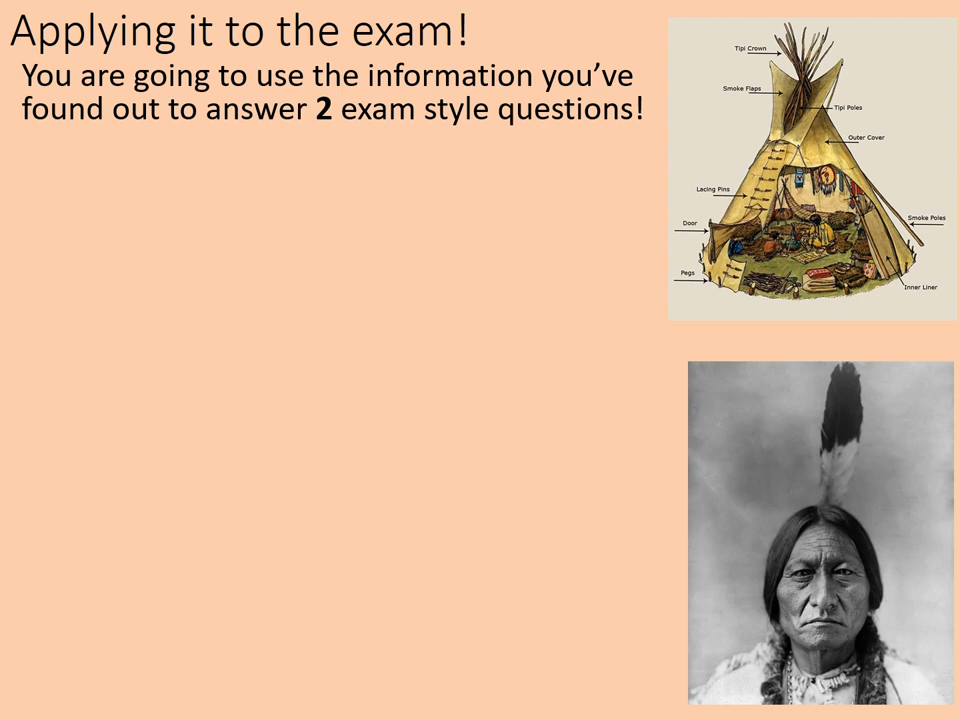 Applying it to the exam!
You are going to use the information you’ve
found out to answer 2 exam style questions!
Tipi Crown
Smoke Flaps
Tipi Poles
Outer Cover
Lacing Pins
Smoke Poles
Door
Pegs
Inner Liner